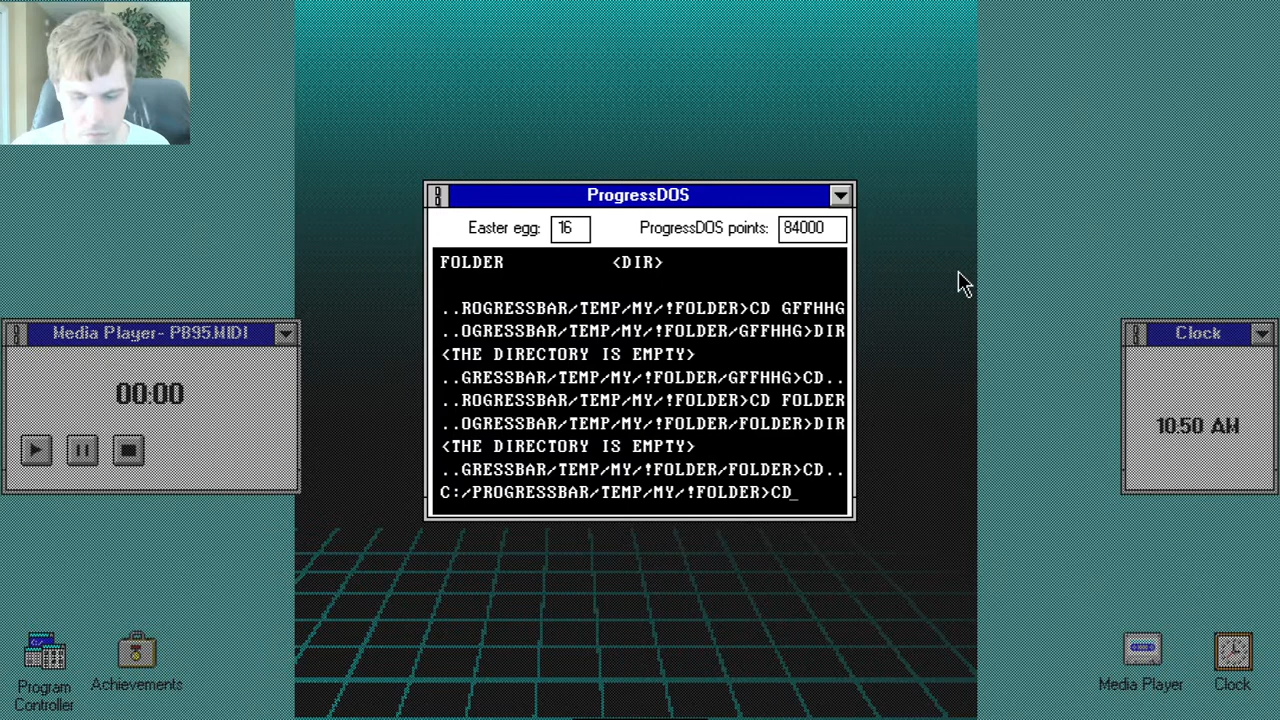 ProgressDOS
Easter egg: 16 ProgressDOS points: 84000
FOLDER <DIR>
..ROGRESSBAR/TEMP/MY/!FOLDER>CD GFFHHG
..OGRESSBAR/TEMP/MY/!FOLDER/GFFHHG>DIR
<THE DIRECTORY IS EMPTY>
..GRESSBAR/TEMP/MY/!FOLDER/GFFHHG>CD..
..ROGRESSBAR/TEMP/MY/!FOLDER>CD FOLDER
..OGRESSBAR/TEMP/MY/!FOLDER/FOLDER>DIR
<THE DIRECTORY IS EMPTY>
..GRESSBAR/TEMP/MY/!FOLDER/FOLDER>CD..
C:/PROGRESSBAR/TEMP/MY/!FOLDER>CD_
Media Player- PB95.MIDI
00:00
Clock
10:50 AM
Program
Controller
Achievements
Media Player
Clock